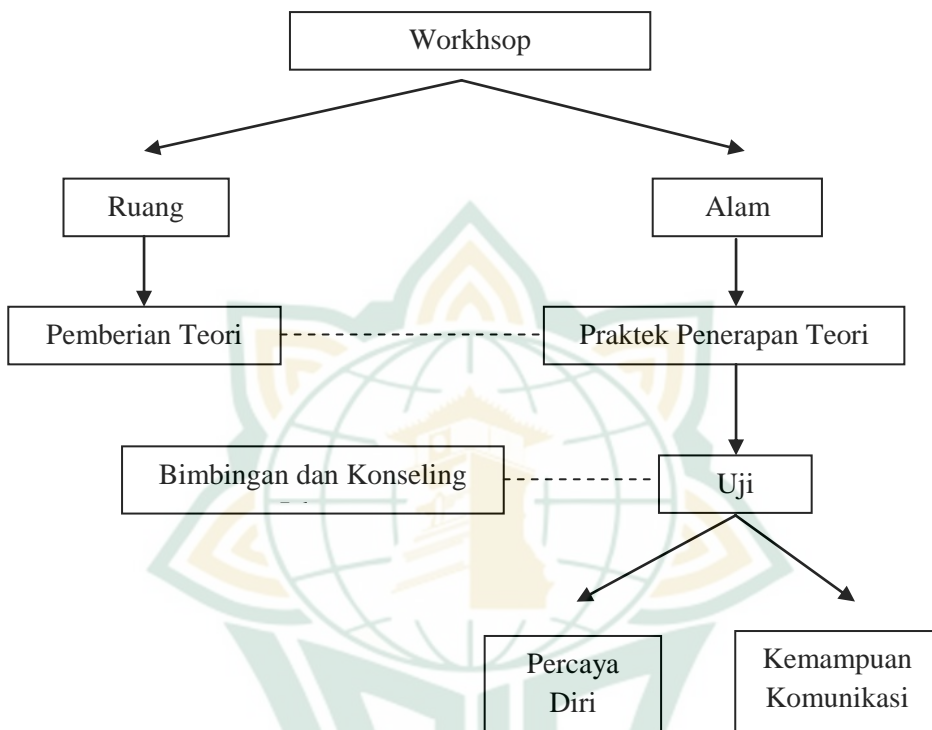 Workhsop
Ruang
Alam
Pemberian Teori
Praktek Penerapan Teori
Bimbingan dan Konseling
Uji
Percaya
Diri
Kemampuan
Komunikasi